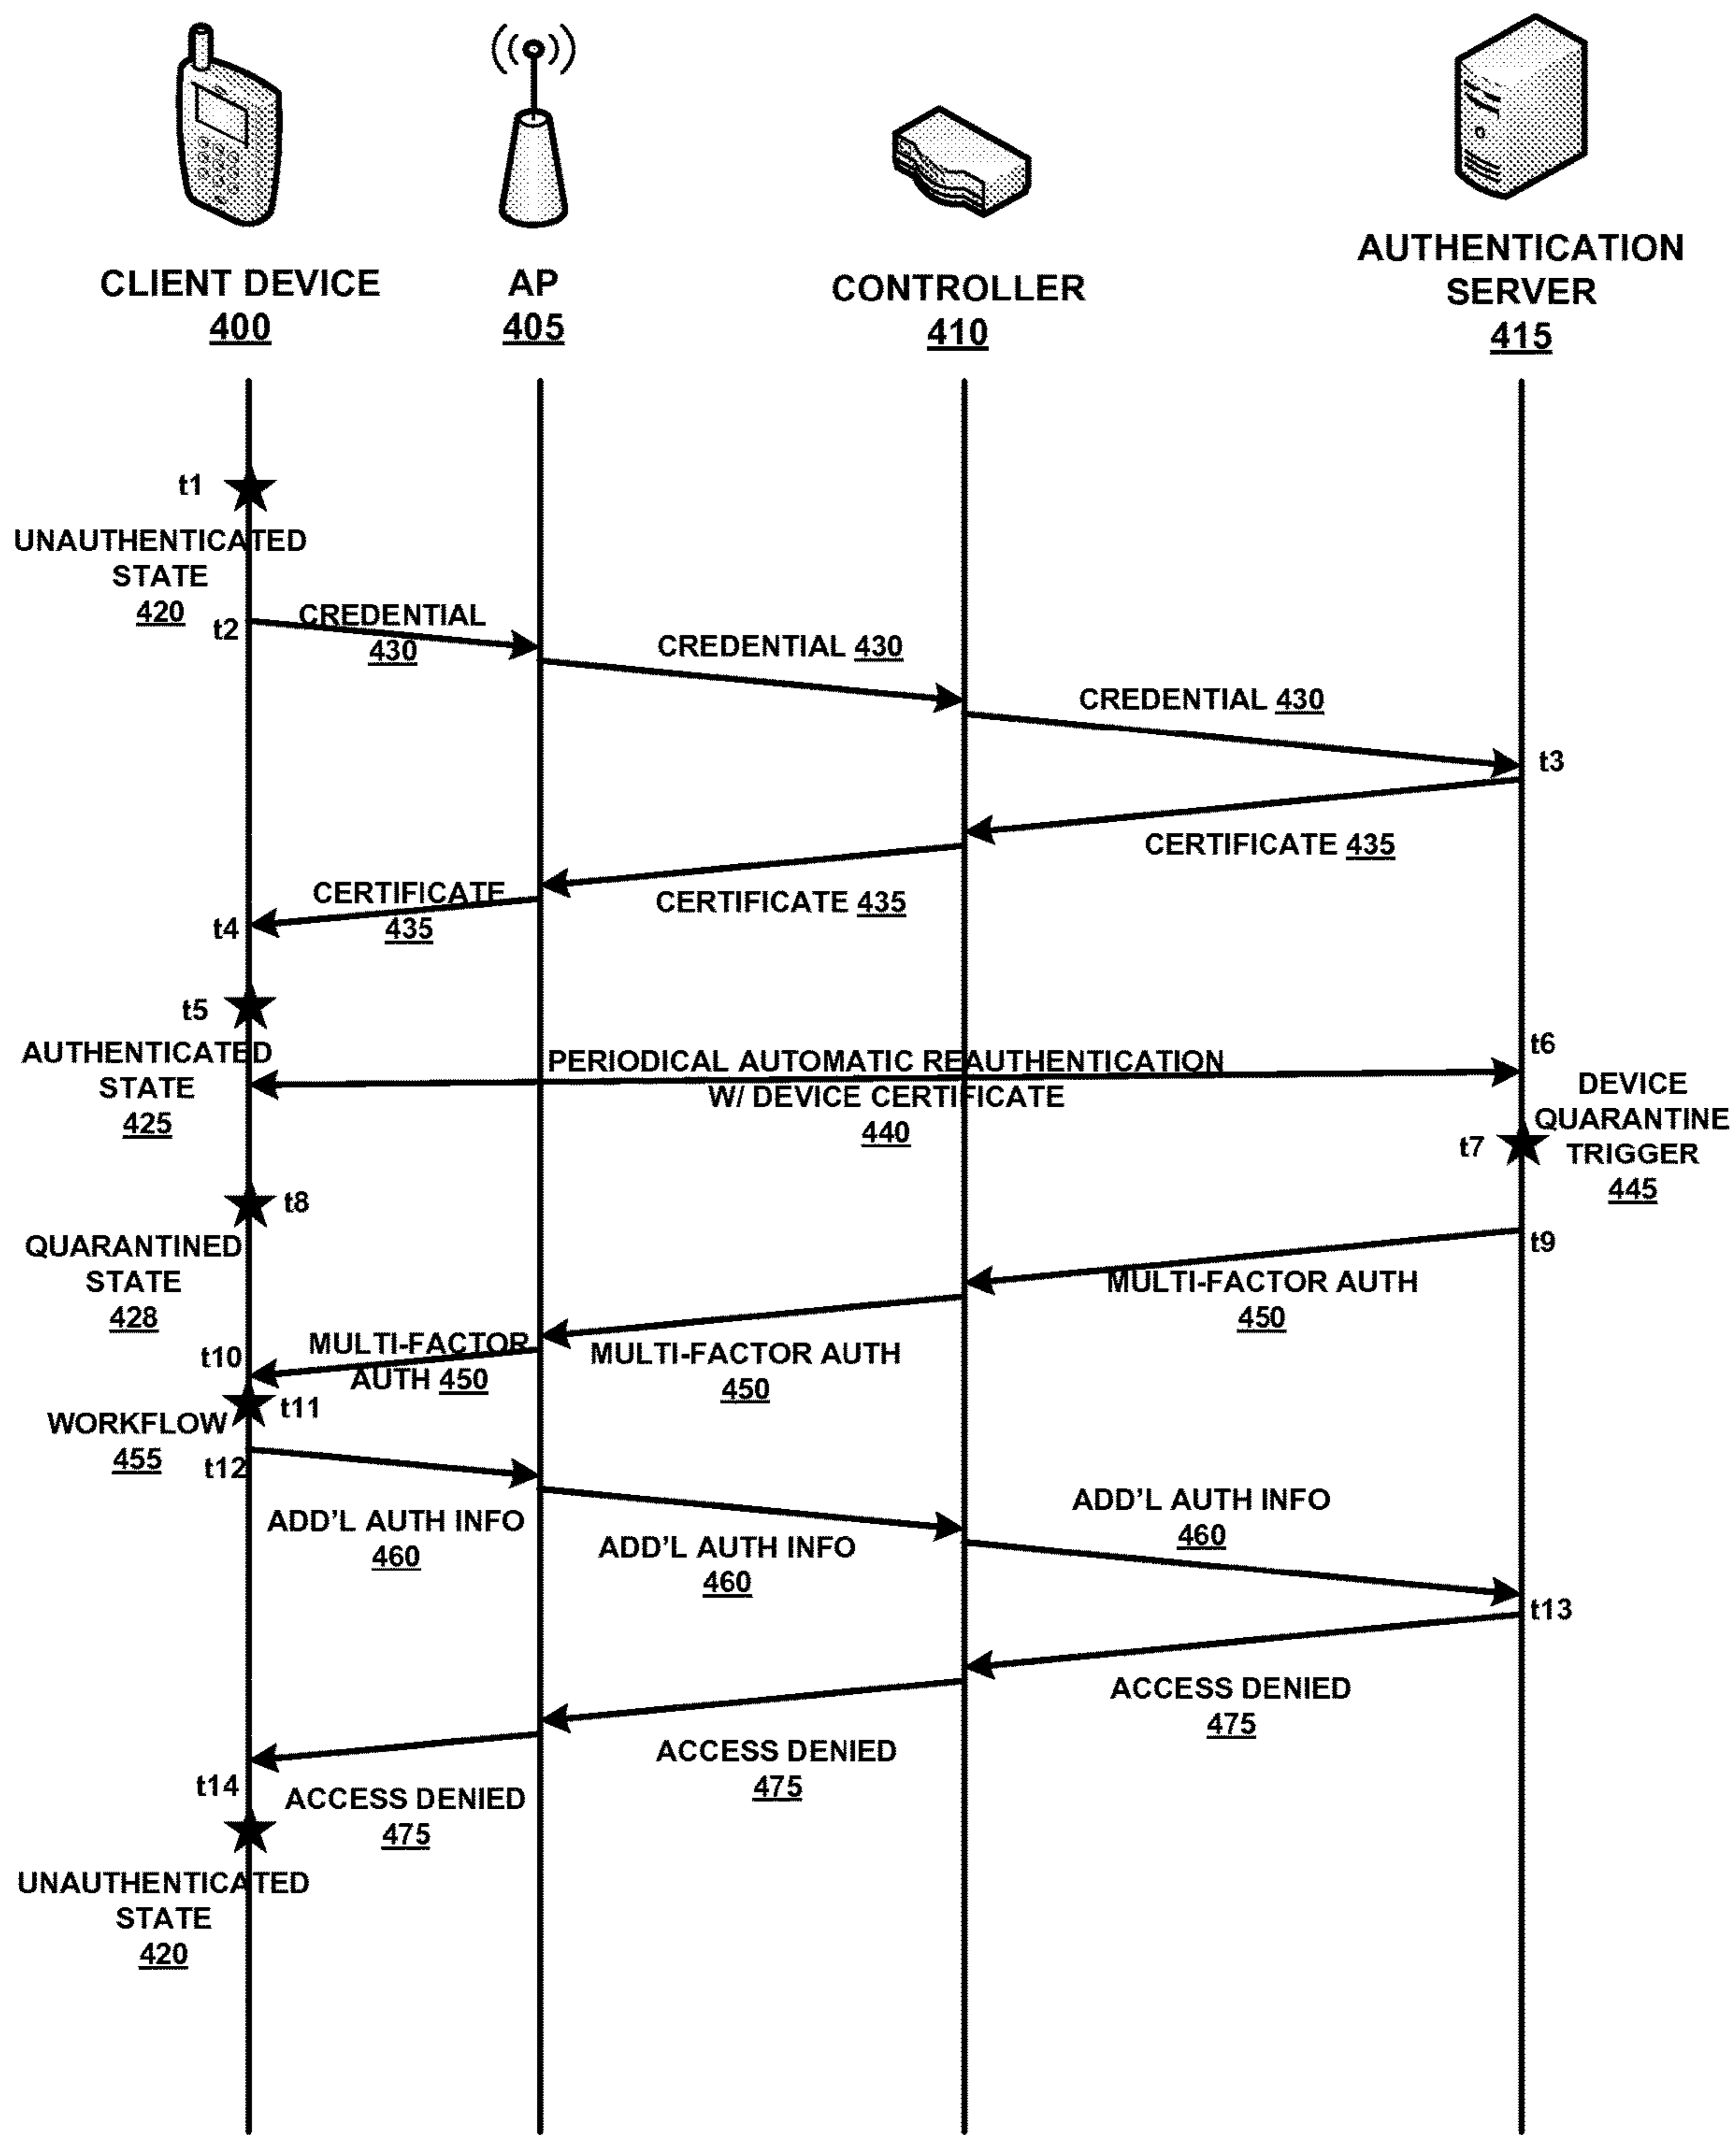 CLIENT DEVICE
400
AP
405
CONTROLLER
410
AUTHENTICATION
SERVER
415
t1
UNAUTHENTICATED
STATE
420
t2
CREDENTIAL
430
CREDENTIAL 430
CREDENTIAL 430
t3
CERTIFICATE 435
CERTIFICATE 435
CERTIFICATE
435
t4
t5
AUTHENTICATED
STATE
425
PERIODICAL AUTOMATIC REAUTHENTICATION
W/ DEVICE CERTIFICATE
440
t6
DEVICE
QUARANTINE
TRIGGER
445
t7
t8
QUARANTINED
STATE
428
t9
MULTI-FACTOR AUTH
450
MULTI-FACTOR AUTH
450
MULTI-FACTOR
AUTH 450
t10
t11
WORKFLOW
455
t12
ADD'L AUTH INFO
460
ADD'L AUTH INFO
460
ADD'L AUTH INFO
460
t13
ACCESS DENIED
475
ACCESS DENIED
475
ACCESS DENIED
475
t14
UNAUTHENTICATED
STATE
420